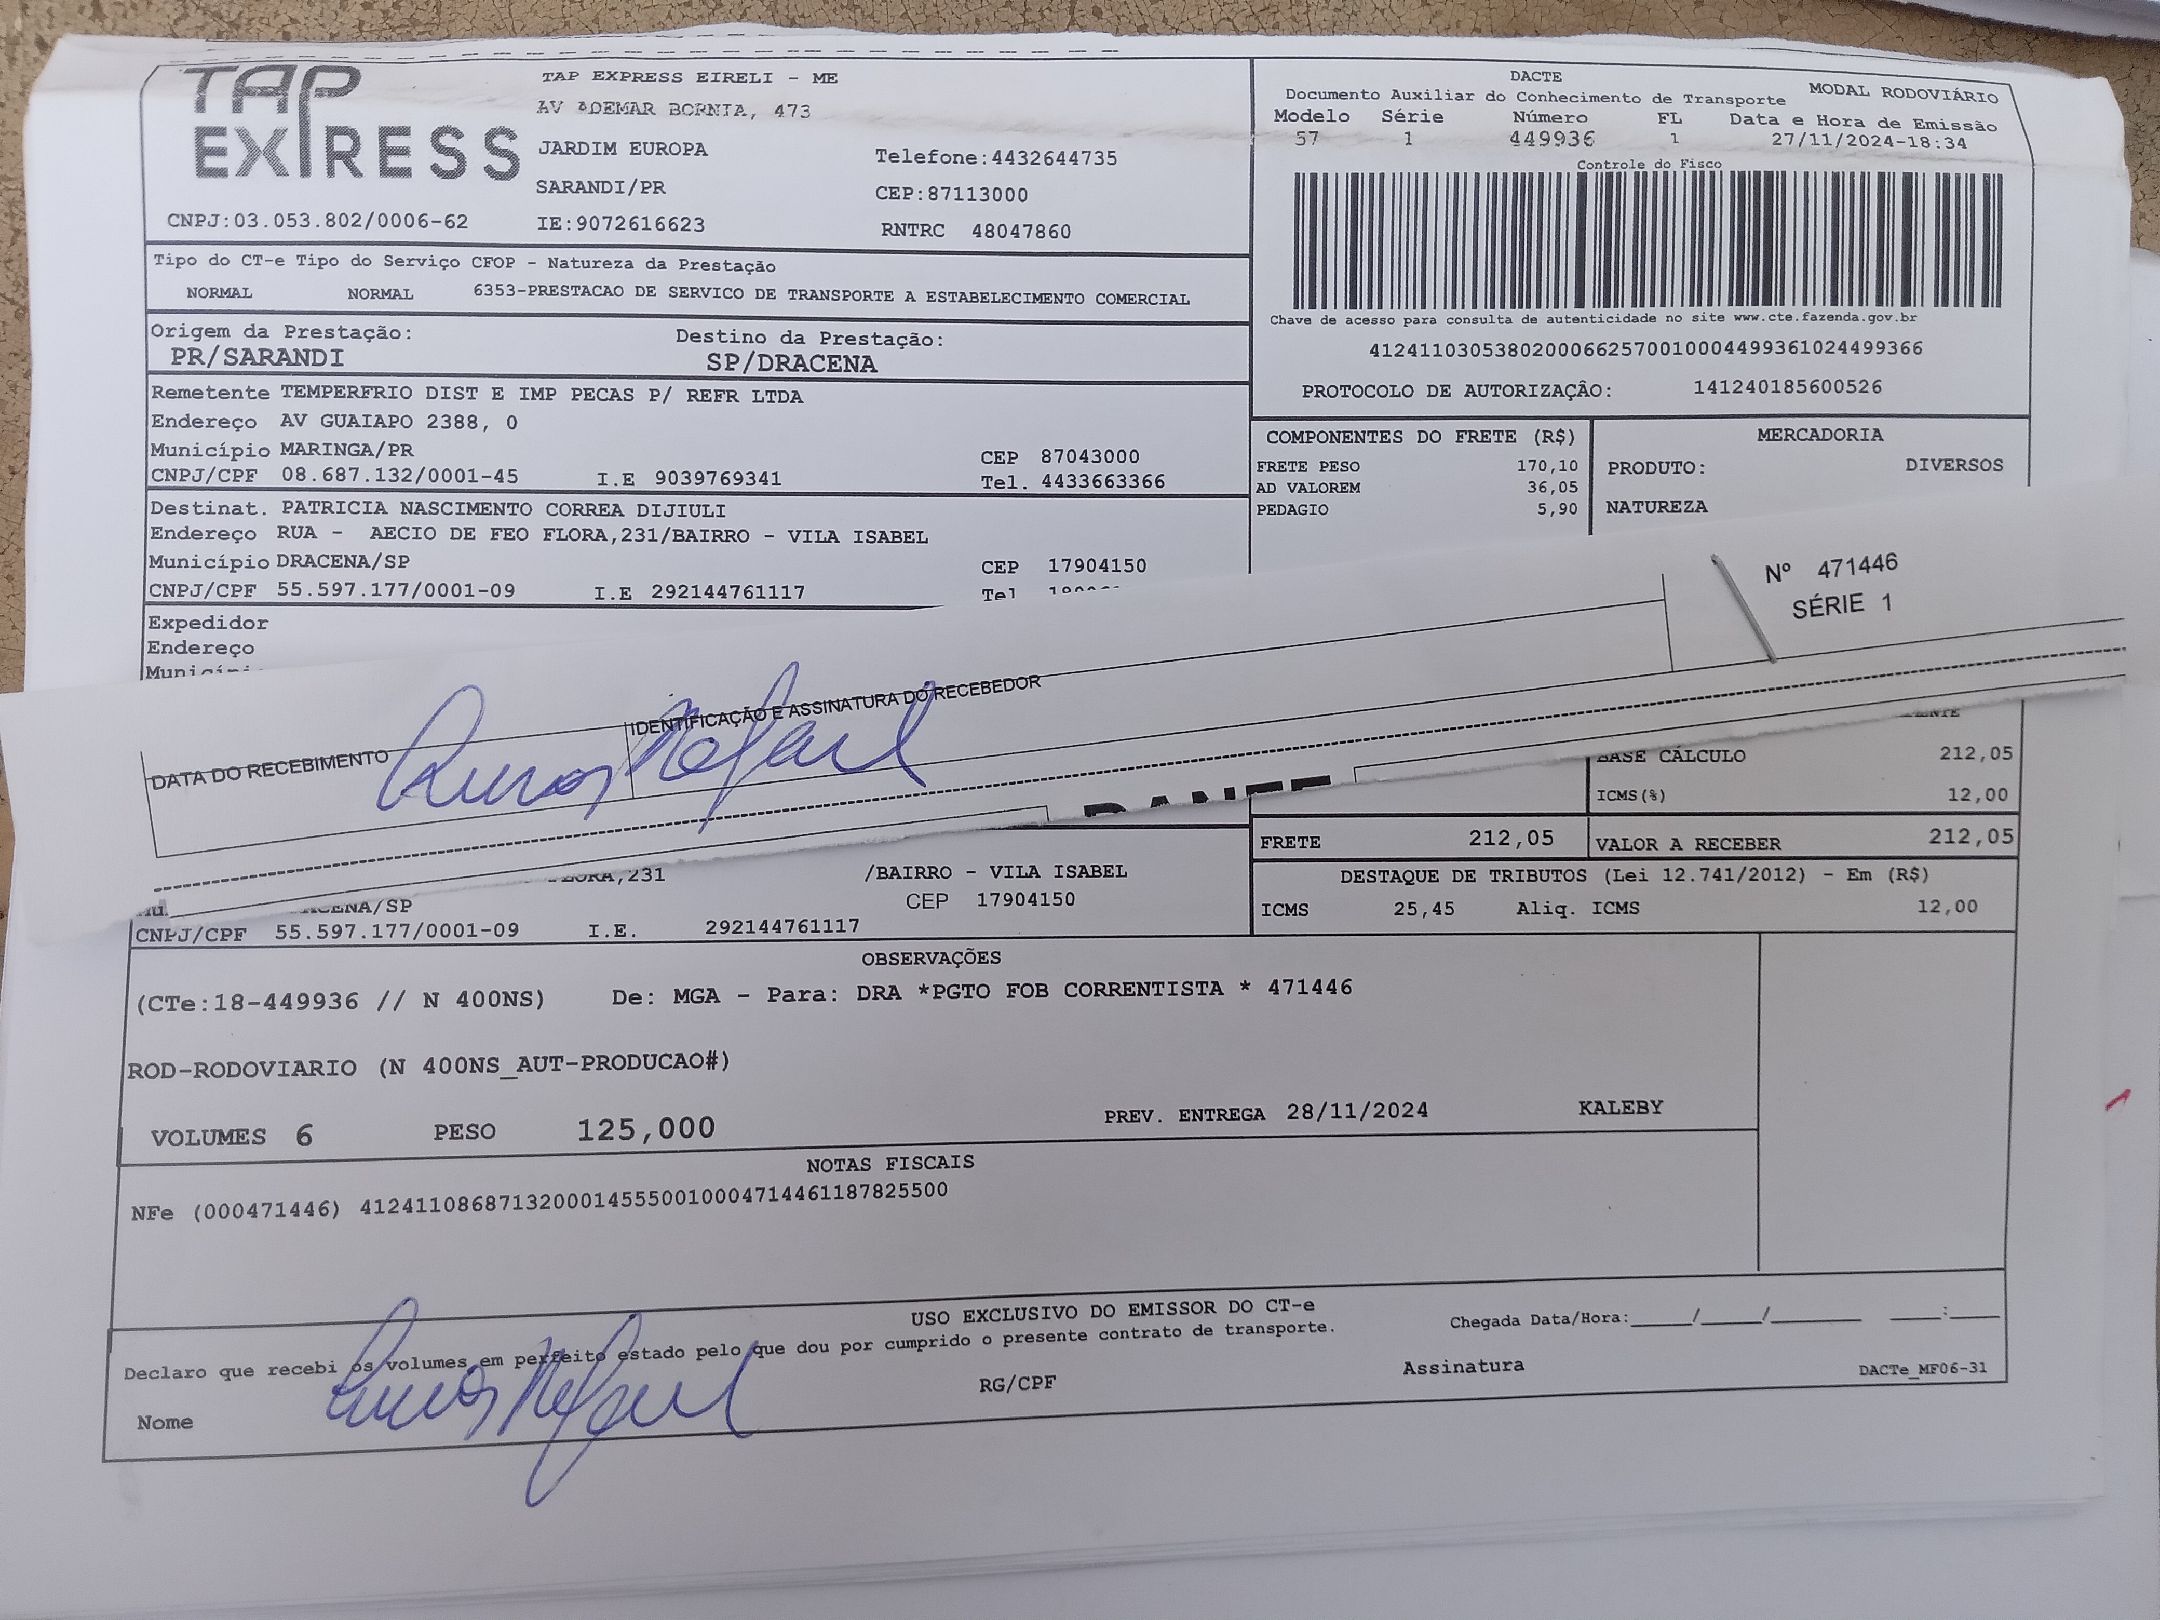 TAP EXPRESS
TAP EXPRESS EIRELI - ME
AV ADEMAR BORNIA, 473
JARDIM EUROPA
Telefone:4432644735
SARANDI/PR
CEP:87113000
CNPJ:03.053.802/0006-62
IE:9072616623
RNTRC 48047860
DACTE
Documento Auxiliar do Conhecimento de Transporte
MODAL RODOVIÁRIO
Modelo Série Número FL Data e Hora de Emissão
57 1 449936 1 27/11/2024-18:34
Controle do Fisco
Chave de acesso para consulta de autenticidade no site www.cte.fazenda.gov.br
41241103053802000662570010004499361024499366
PROTOCOLO DE AUTORIZAÇÂO: 141240185600526
Tipo do CT-e Tipo do Serviço CFOP - Natureza da Prestação
NORMAL NORMAL 6353-PRESTACAO DE SERVICO DE TRANSPORTE A ESTABELECIMENTO COMERCIAL
Origem da Prestação: Destino da Prestação:
PR/SARANDI SP/DRACENA
Remetente TEMPERFRIO DIST E IMP PECAS P/ REFR LTDA
Endereço AV GUAIAPO 2388, 0
Município MARINGA/PR CEP 87043000
CNPJ/CPF 08.687.132/0001-45 I.E 9039769341 Tel. 4433663366
Destinat. PATRICIA NASCIMENTO CORREA DIJIULI
Endereço RUA - AECIO DE FEO FLORA,231/BAIRRO - VILA ISABEL
Município DRACENA/SP CEP 17904150
CNPJ/CPF 55.597.177/0001-09 I.E 292144761117 Tel
Expedidor
Endereço
COMPONENTES DO FRETE (R$)
FRETE PESO 170,10
AD VALOREM 36,05
PEDAGIO 5,90
MERCADORIA
PRODUTO: DIVERSOS
NATUREZA
Nº 471446
SÉRIE 1
DATA DO RECEBIMENTO
IDENTIFICAÇÃO E ASSINATURA DO RECEBEDOR
BASE CÁLCULO 212,05
ICMS(%) 12,00
FRETE 212,05 VALOR A RECEBER 212,05
DESTAQUE DE TRIBUTOS (Lei 12.741/2012) - Em (R$)
ICMS 25,45 Aliq. ICMS 12,00
,231 /BAIRRO - VILA ISABEL
/SP CEP 17904150
CNPJ/CPF 55.597.177/0001-09 I.E. 292144761117
OBSERVAÇÕES
(CTe:18-449936 // N 400NS) De: MGA - Para: DRA *PGTO FOB CORRENTISTA * 471446
ROD-RODOVIARIO (N 400NS_AUT-PRODUCAO#)
VOLUMES 6 PESO 125,000 PREV. ENTREGA 28/11/2024 KALEBY
NOTAS FISCAIS
NFe (000471446) 41241108687132000145550010004714461187825500
USO EXCLUSIVO DO EMISSOR DO CT-e
Declaro que recebi os volumes em perfeito estado pelo que dou por cumprido o presente contrato de transporte.
Chegada Data/Hora:____/____/______ ___:___
Nome RG/CPF Assinatura DACTe_MF06-31